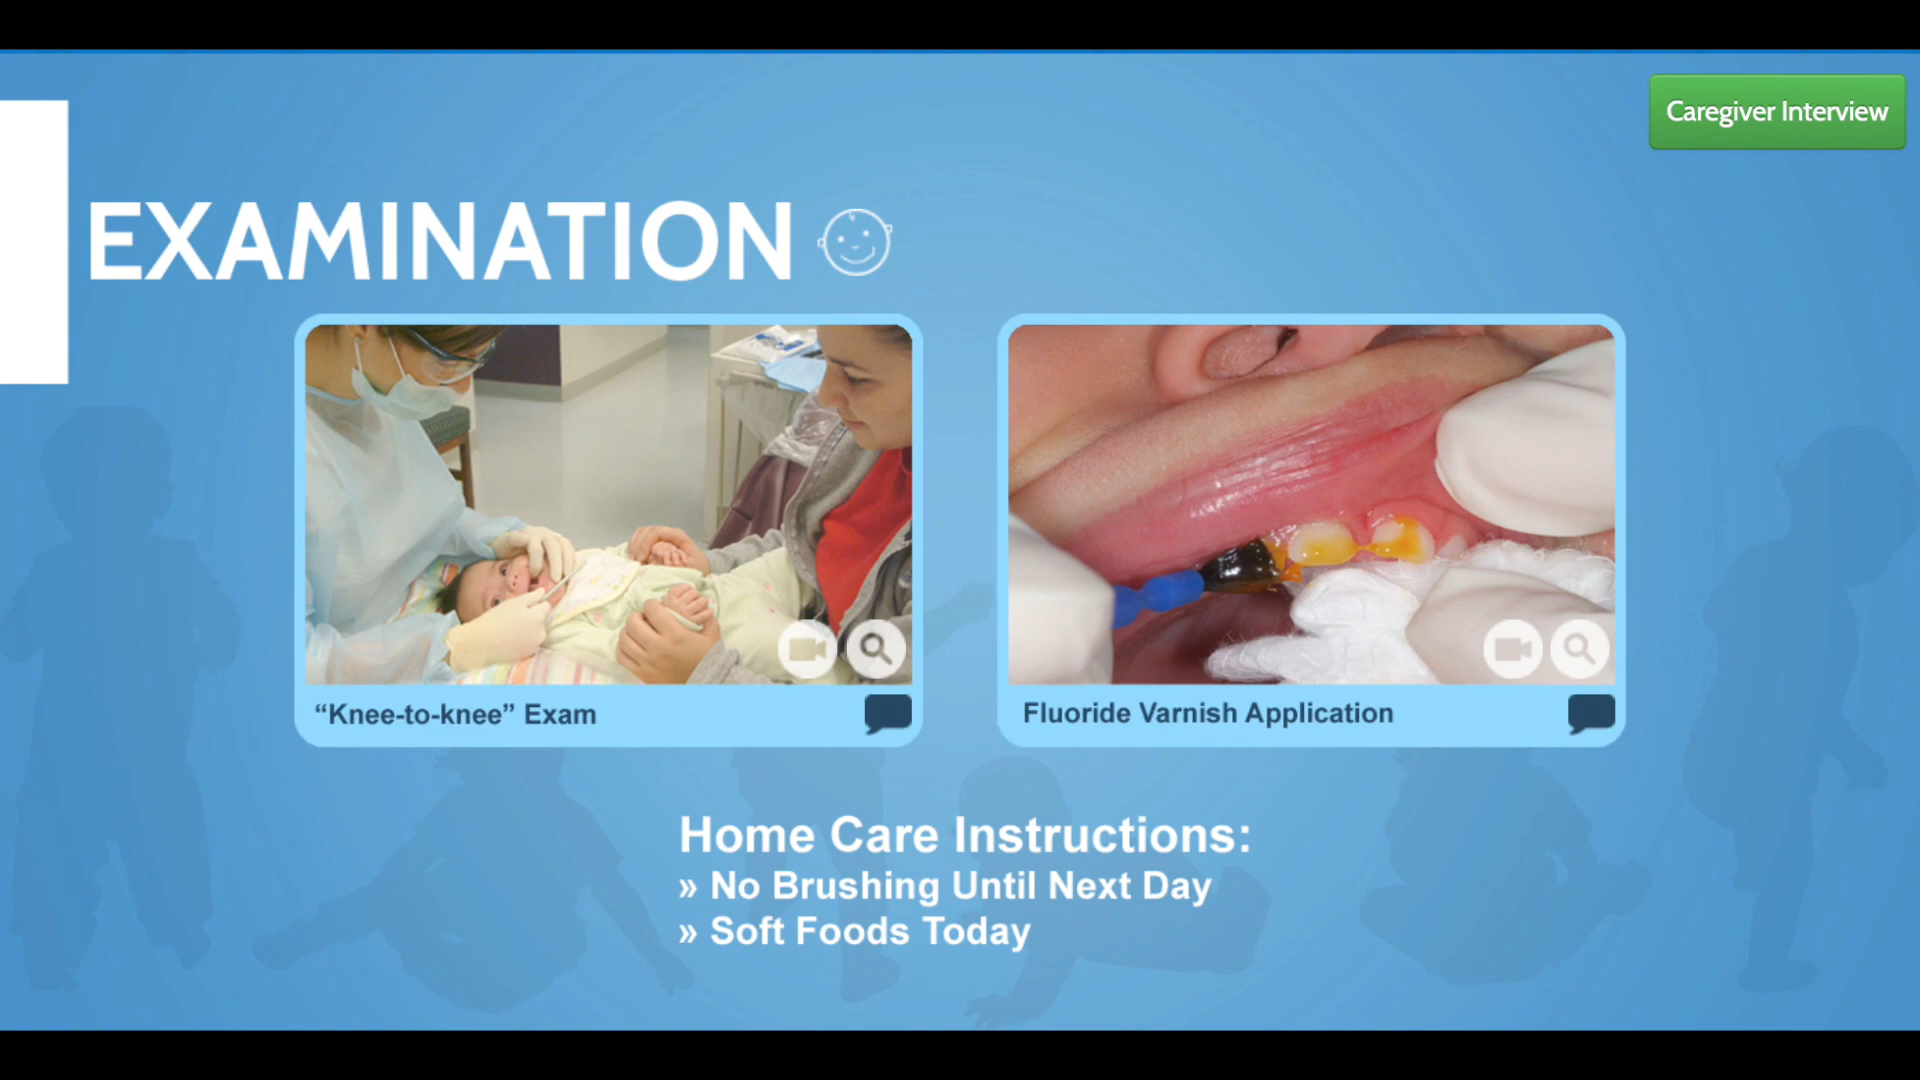 Caregiver Interview
EXAMINATION
“Knee-to-knee” Exam
Fluoride Varnish Application
Home Care Instructions:
» No Brushing Until Next Day
» Soft Foods Today